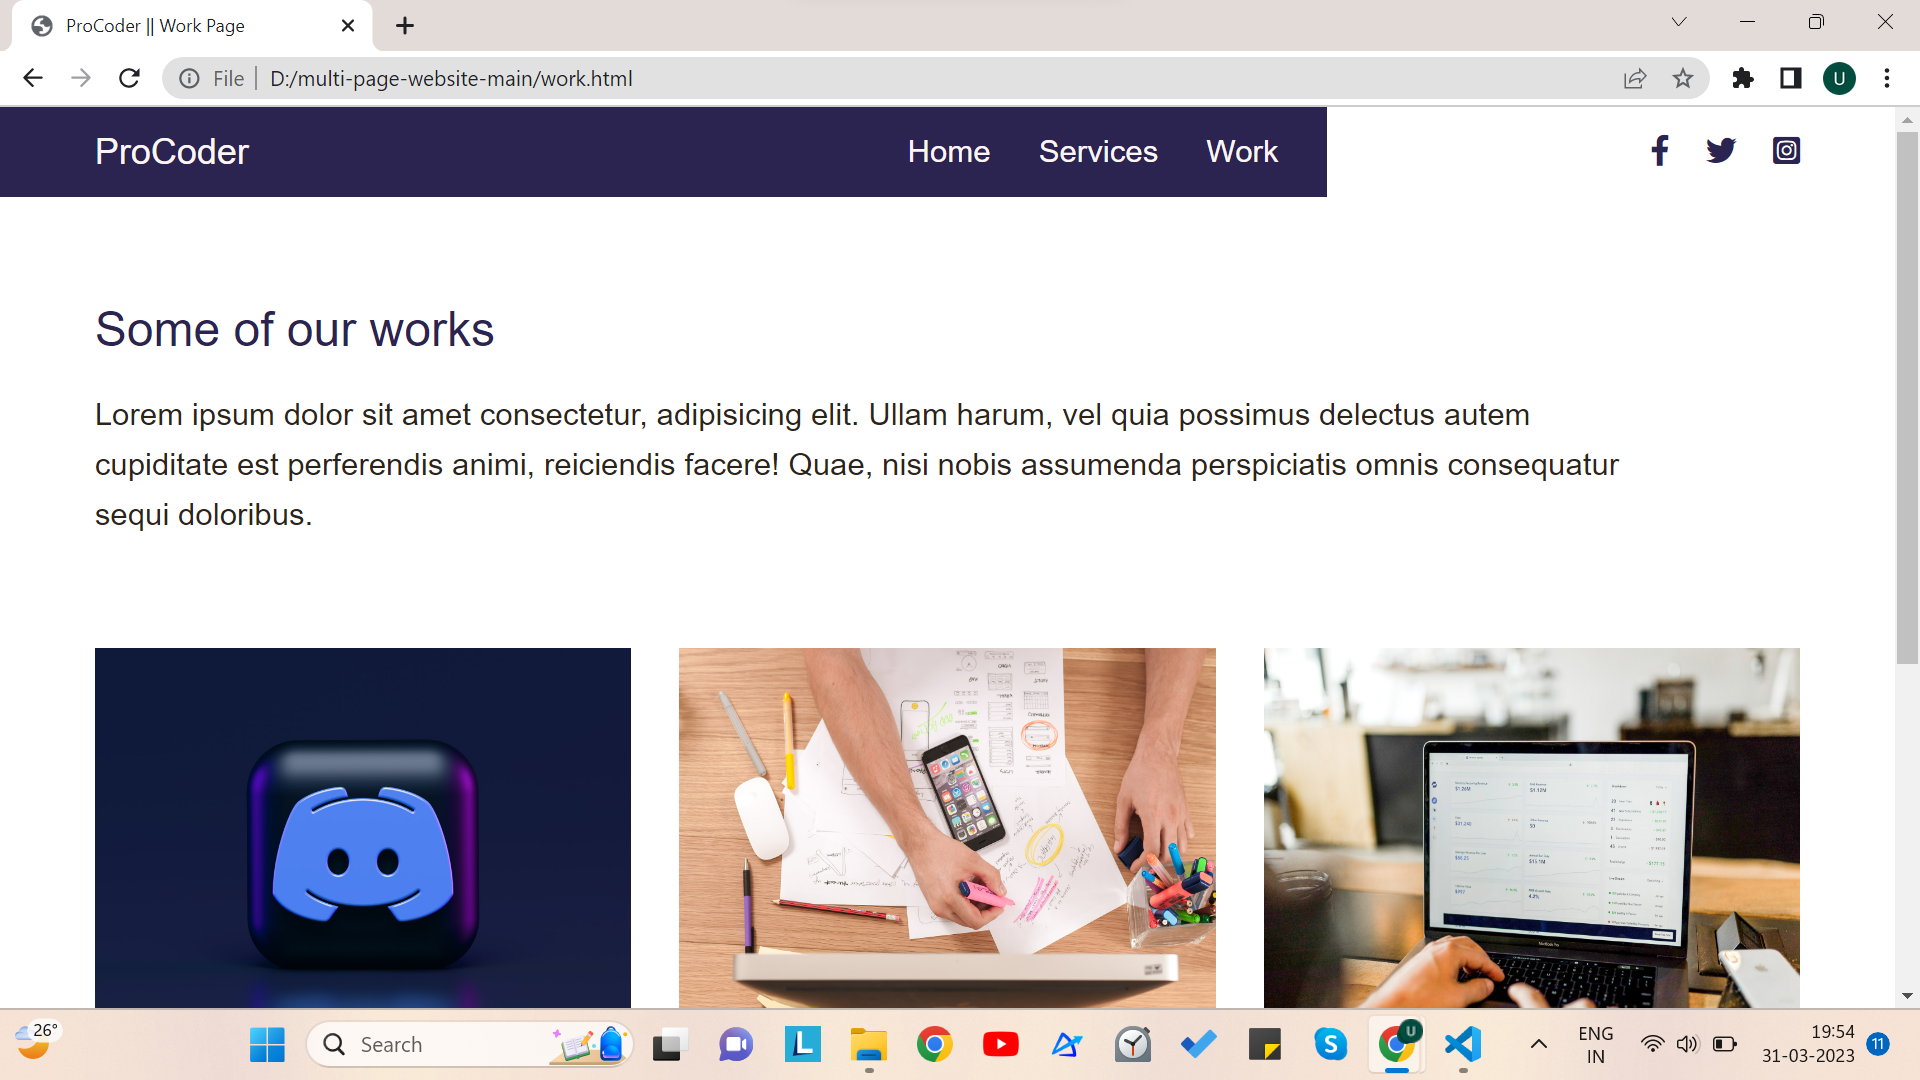 ProCoder || Work Page
File
D:/multi-page-website-main/work.html
U
ProCoder
Home
Services
Work
Some of our works
Lorem ipsum dolor sit amet consectetur, adipisicing elit. Ullam harum, vel quia possimus delectus autem
cupiditate est perferendis animi, reiciendis facere! Quae, nisi nobis assumenda perspiciatis omnis consequatur
sequi doloribus.
26°
Search
L
S
U
ENG
IN
19:54
31-03-2023
11